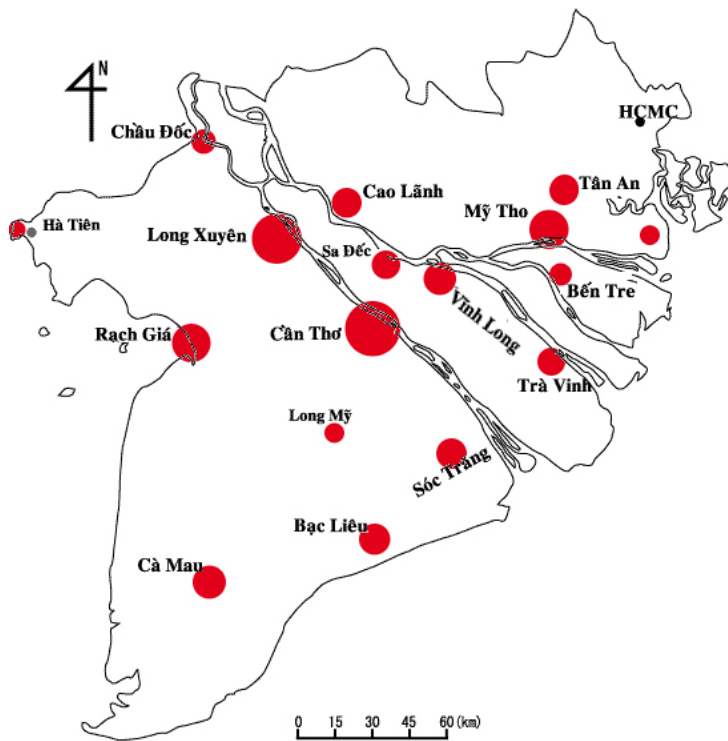 N
HCMC
Chầu Đốc
Tân An
Cao Lãnh
Mỹ Tho
Hà Tiên
Long Xuyên
Sa Đếc
Bến Tre
Vĩnh Long
Rạch Giá
Cần Thơ
Trà Vinh
Long Mỹ
Sóc Trăng
Bạc Liêu
Cà Mau
0 15 30 45 60 (km)